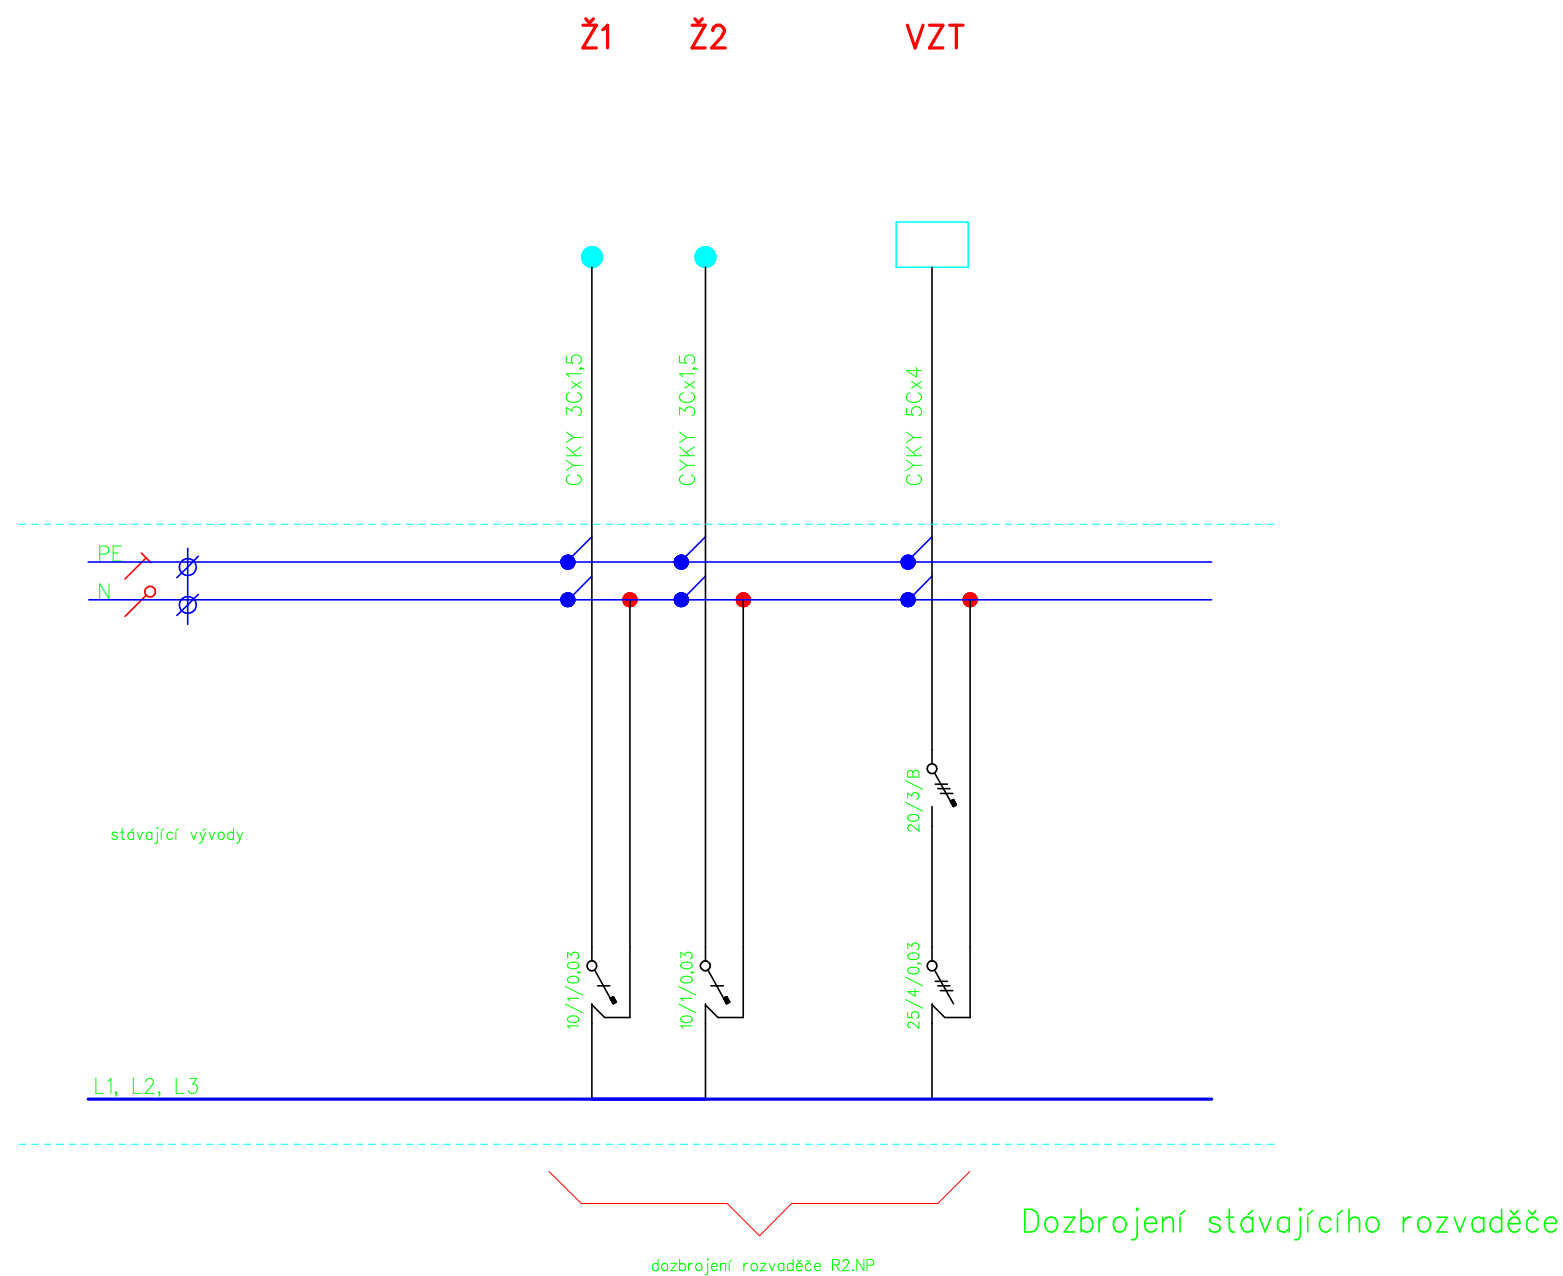 Ž1 Ž2 VZT
CYKY 3Cx1,5
CYKY 3Cx1,5
CYKY 5Cx4
PE
N
20/3/B
stávající vývody
10/1/0,03
10/1/0,03
25/4/0,03
L1, L2, L3
Dozbrojení stávajícího rozvaděče
dozbrojení rozvaděče R2.NP